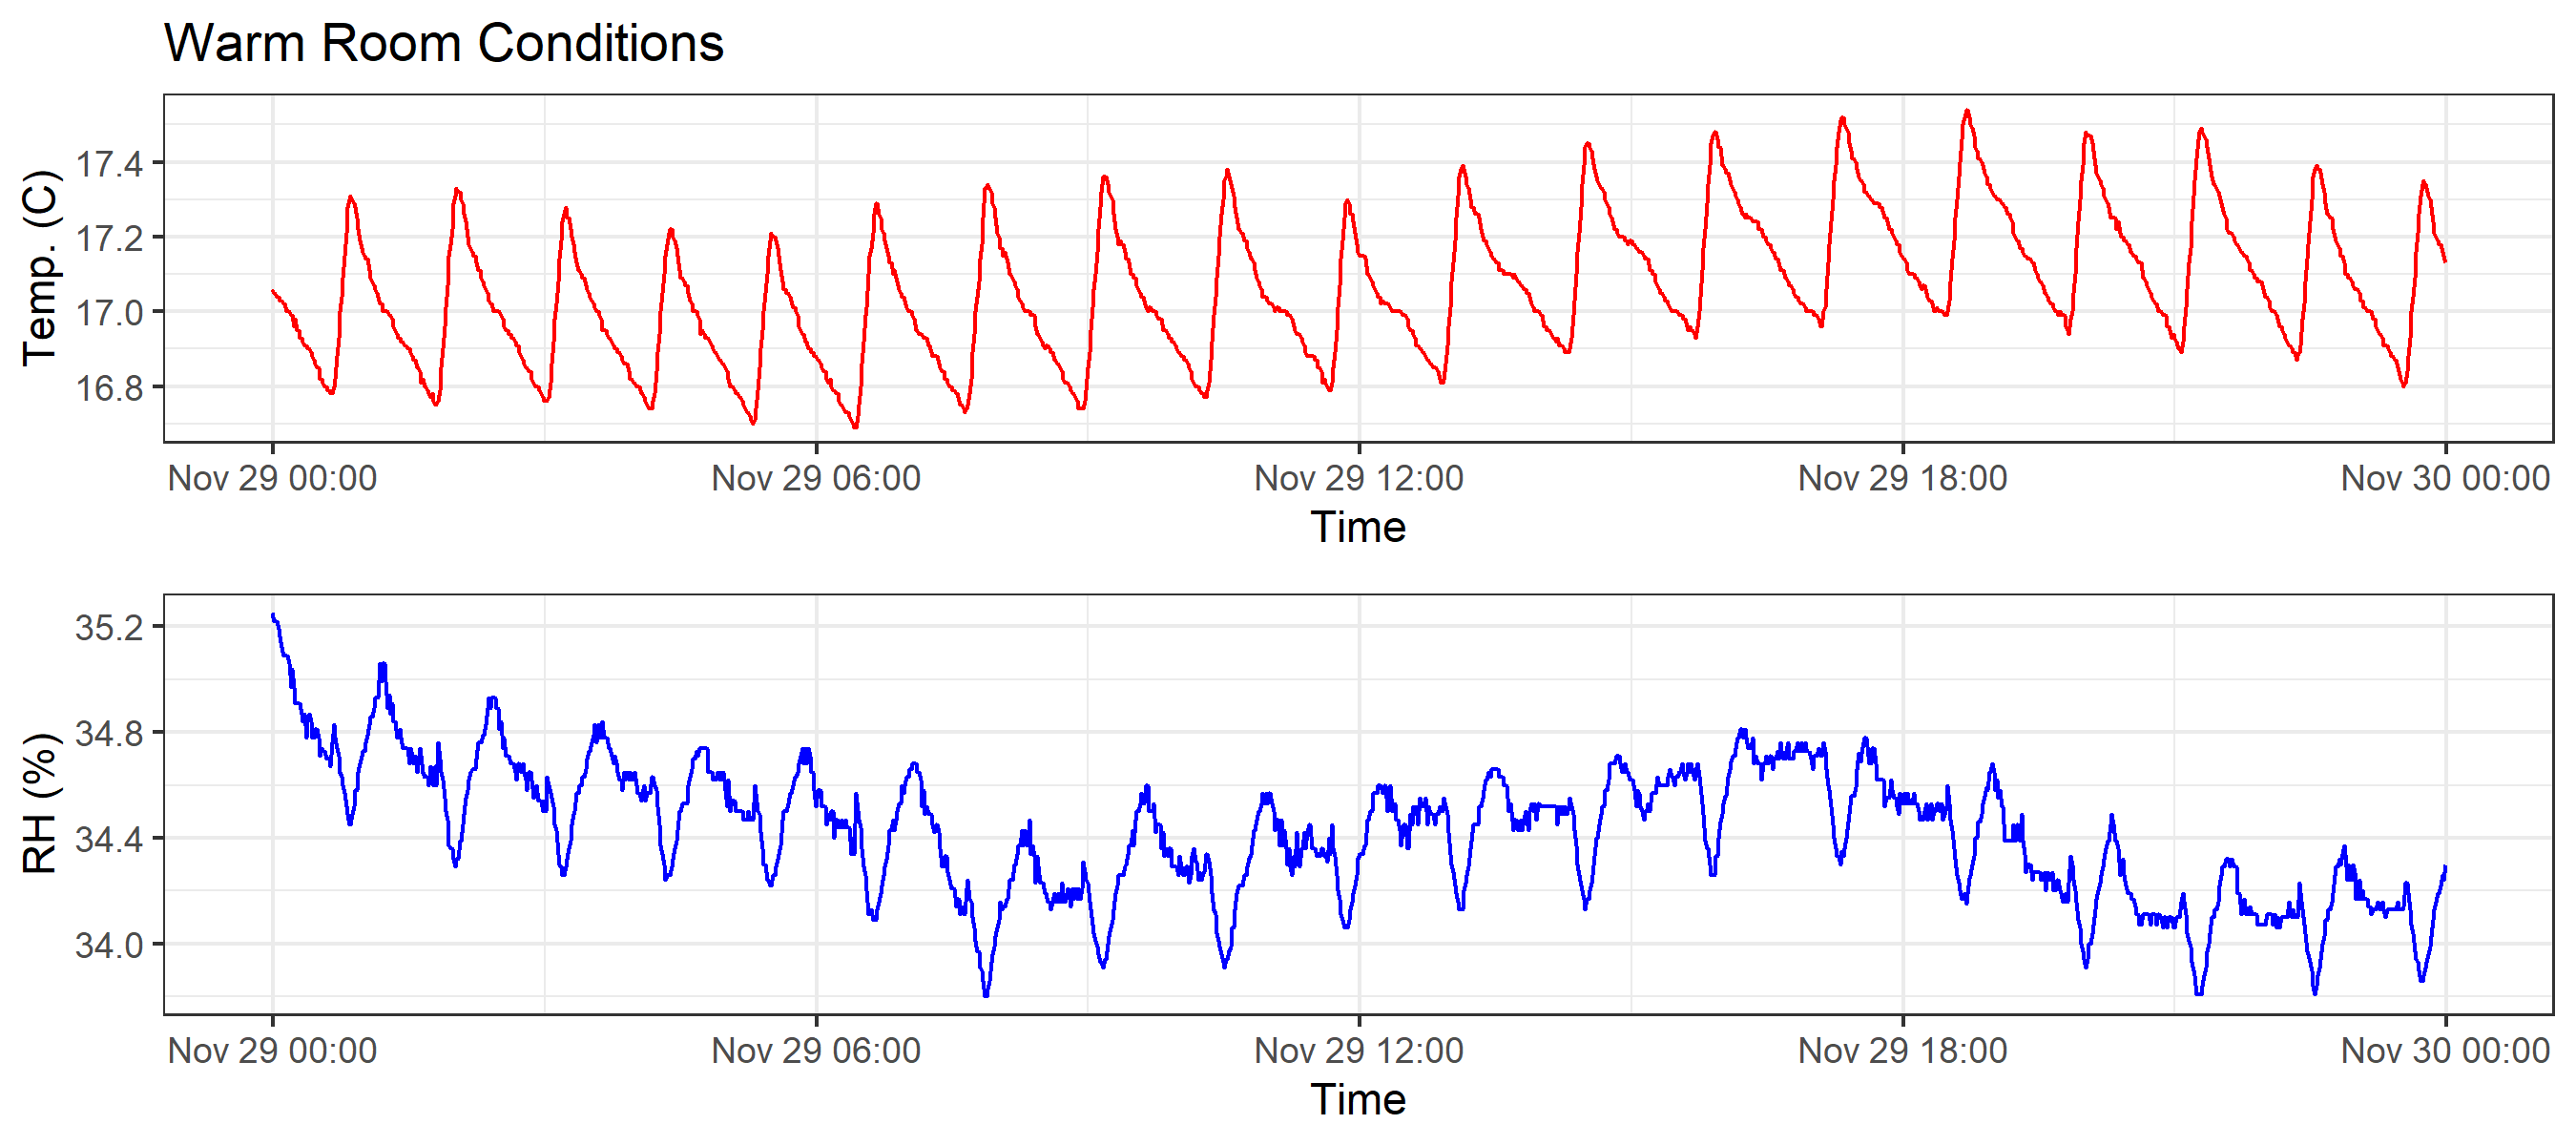 Warm Room Conditions
Temp. (C)
17.4
17.2
17.0
16.8
Nov 29 00:00 Nov 29 06:00 Nov 29 12:00 Nov 29 18:00 Nov 30 00:00
Time
RH (%)
35.2
34.8
34.4
34.0
Nov 29 00:00 Nov 29 06:00 Nov 29 12:00 Nov 29 18:00 Nov 30 00:00
Time